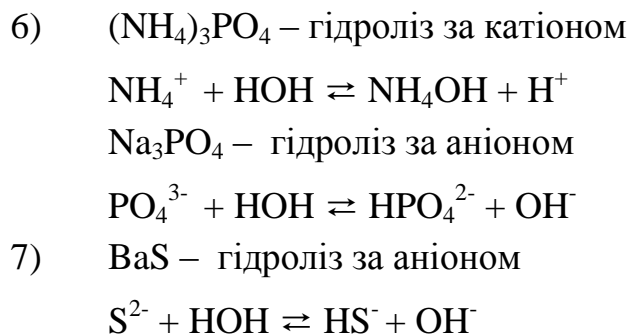 6) (NH₄)₃PO₄ – гідроліз за катіоном
NH₄⁺ + HOH ⇄ NH₄OH + H⁺
Na₃PO₄ – гідроліз за аніоном
PO₄³⁻ + HOH ⇄ HPO₄²⁻ + OH⁻
7) BaS – гідроліз за аніоном
S²⁻ + HOH ⇄ HS⁻ + OH⁻